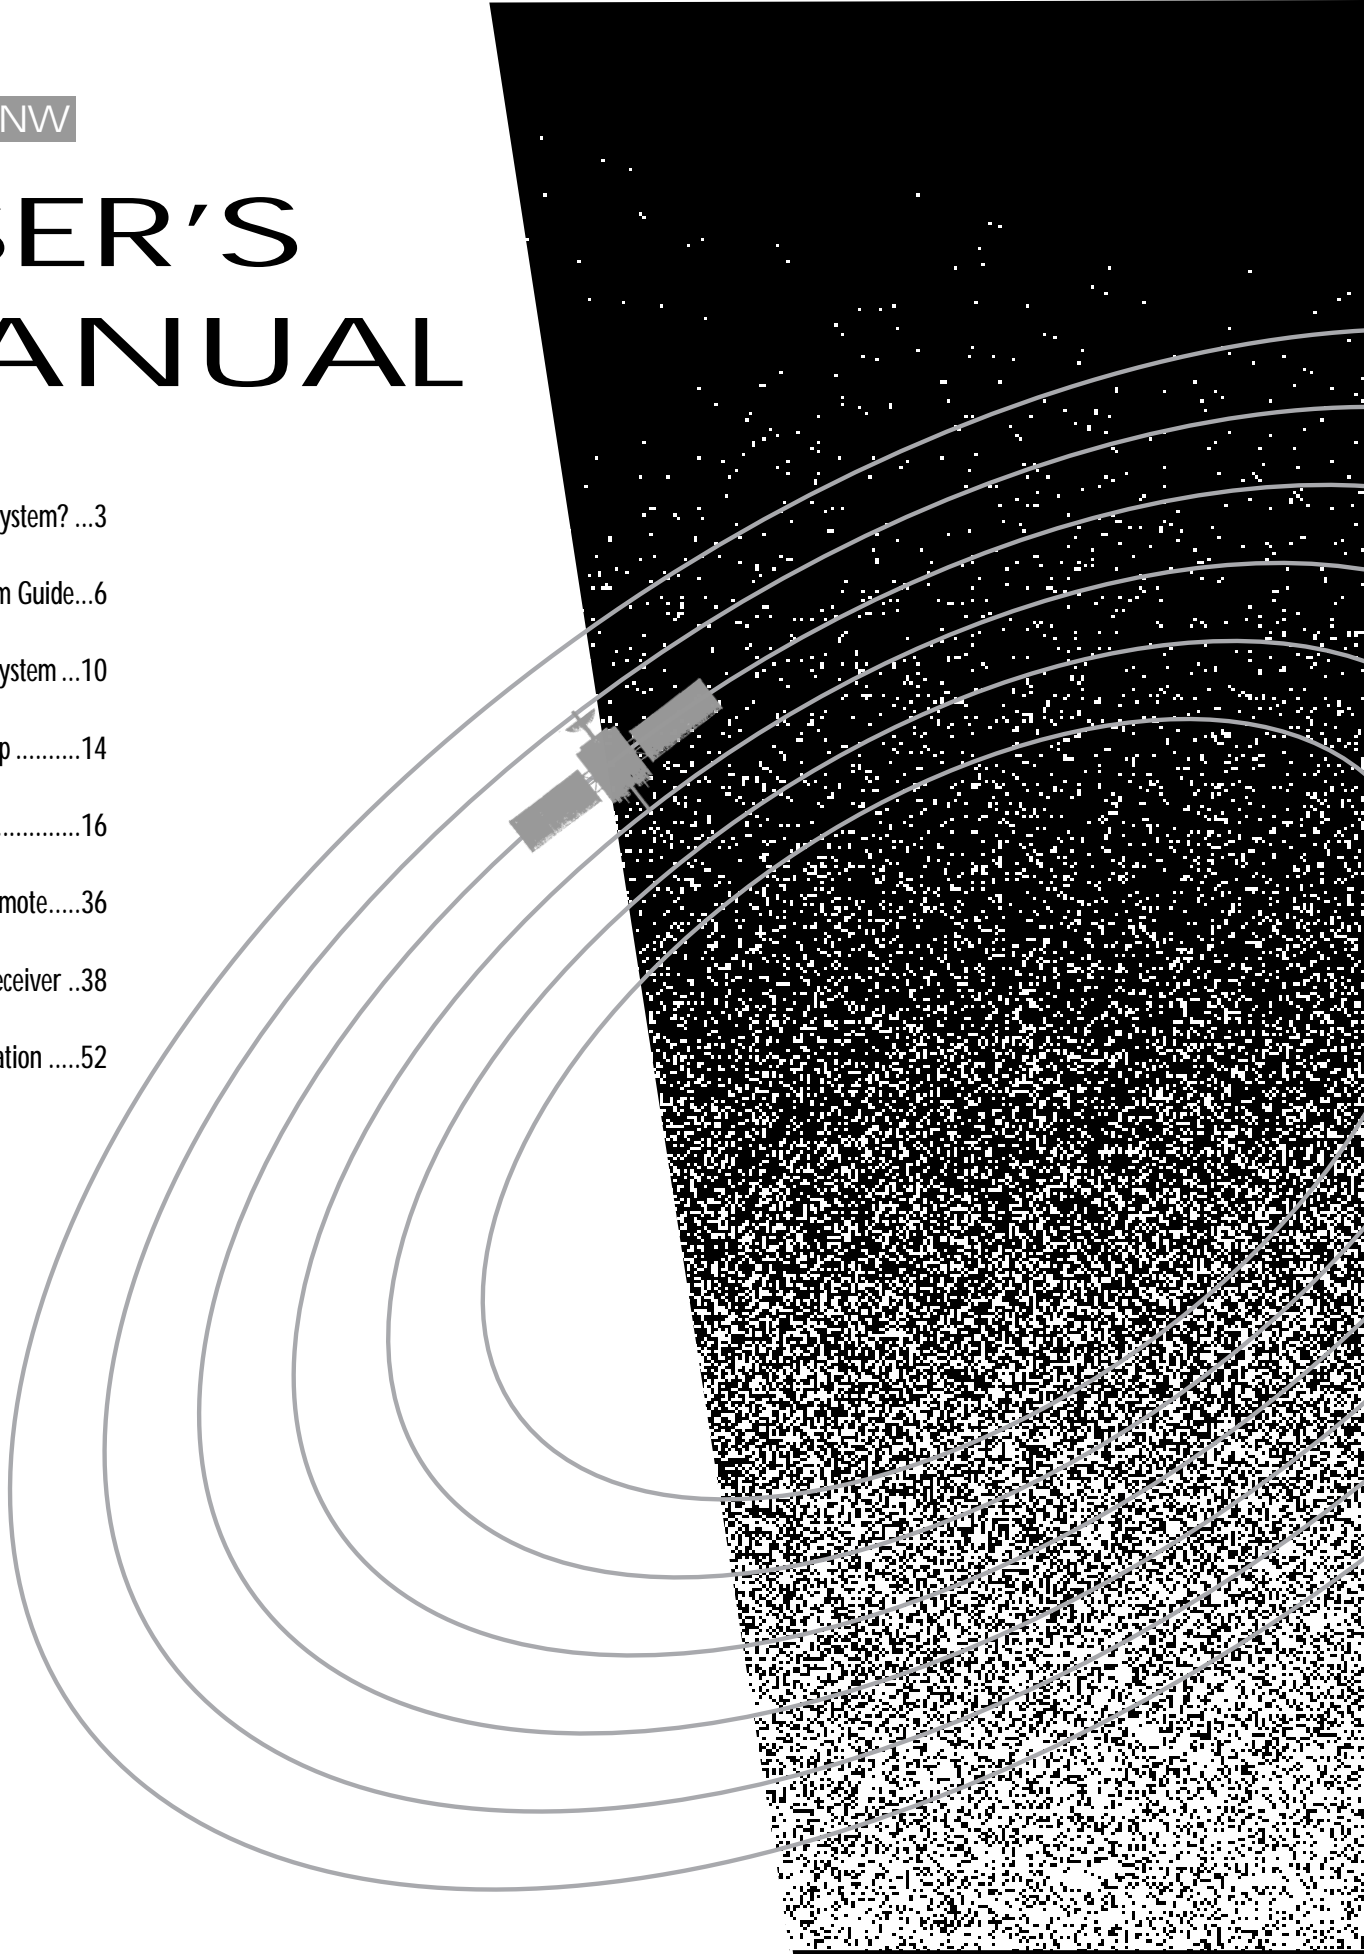 NW
SER'S
ANUAL
ystem? ...3
m Guide...6
ystem ...10
p ..........14
.............16
mote.....36
eceiver ..38
ation .....52